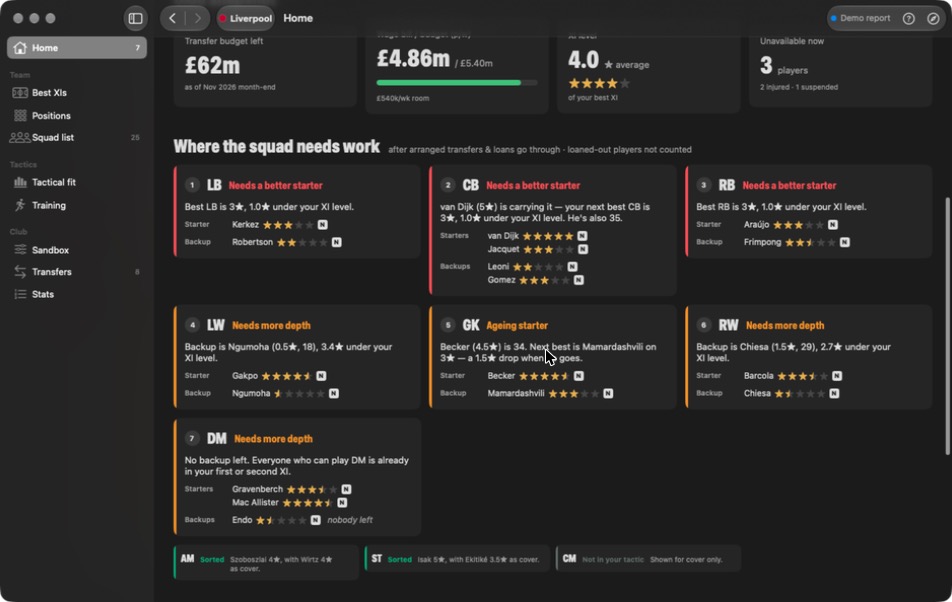 Liverpool
Home
Demo report
Home 7
Team
Best XIs
Positions
Squad list 25
Tactics
Tactical fit
Training
Club
Sandbox
Transfers 6
Stats
Transfer budget left
£62m
as of Nov 2026 month-end
£4.86m / £5.40m
£540k/wk room
4.0 ★ average
of your best XI
Unavailable now
3 players
2 injured · 1 suspended
Where the squad needs work after arranged transfers & loans go through · loaned-out players not counted
1 LB Needs a better starter
Best LB is 3★, 1.0★ under your XI level.
Starter Kerkez N
Backup Robertson N
2 CB Needs a better starter
van Dijk (5★) is carrying it — your next best CB is
3★, 1.0★ under your XI level. He's also 35.
Starters van Dijk N
Jacquet N
Backups Leoni N
Gomez N
3 RB Needs a better starter
Best RB is 3★, 1.0★ under your XI level.
Starter Araújo N
Backup Frimpong N
4 LW Needs more depth
Backup is Ngumoha (0.5★, 18), 3.4★ under your
XI level.
Starter Gakpo N
Backup Ngumoha N
5 GK Ageing starter
Becker (4.5★) is 34. Next best is Mamardashvili on
3★ — a 1.5★ drop when goes.
Starter Becker N
Backup Mamardashvili N
6 RW Needs more depth
Backup is Chiesa (1.5★, 29), 2.7★ under your
XI level.
Starter Barcola N
Backup Chiesa N
7 DM Needs more depth
No backup left. Everyone who can play DM is already
in your first or second XI.
Starters Gravenberch N
Mac Allister N
Backups Endo N nobody left
AM Sorted Szoboszlai 4★, with Wirtz 4★
as cover.
ST Sorted Isak 5★, with Ekitiké 3.5★ as cover.
CM Not in your tactic Shown for cover only.